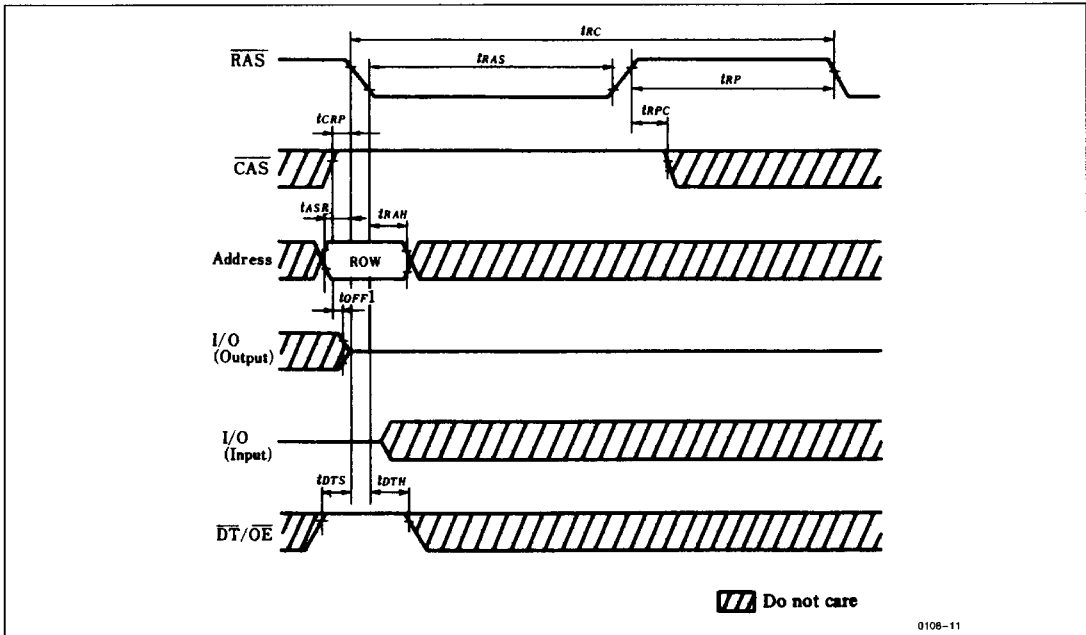 tRC
RAS
tRAS
tRP
tRPC
tCRP
CAS
tASR
tRAH
Address
ROW
tOFF1
I/O
(Output)
I/O
(Input)
tDTS
tDTH
DT/OE
Do not care
0108-11